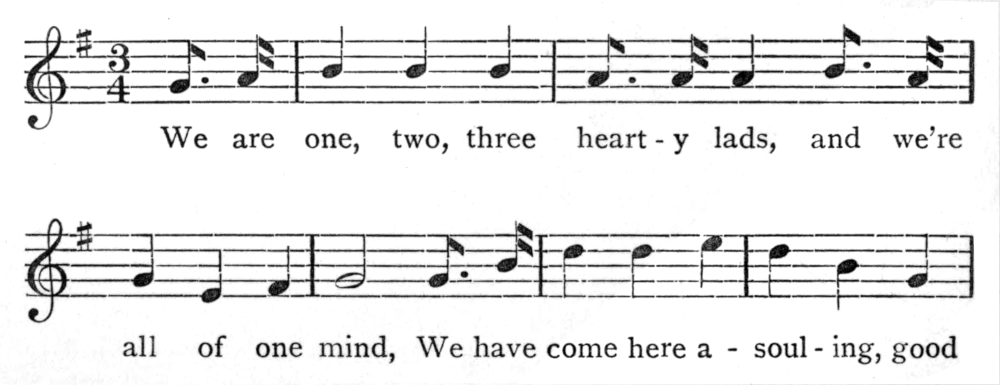 3
4
We are one, two, three heart - y lads, and we're
all of one mind, We have come here a - soul - ing, good